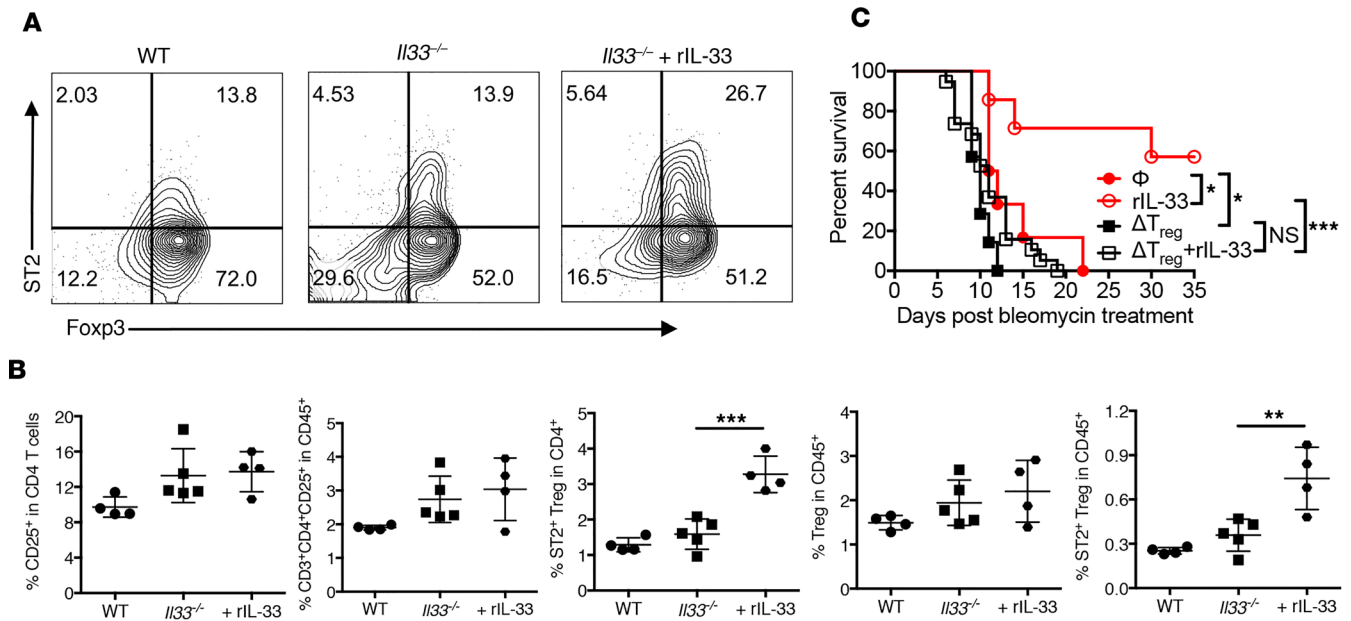 A
WT
Il33–/–
Il33–/– + rIL-33
2.03
13.8
12.2
72.0
4.53
13.9
29.6
52.0
5.64
26.7
16.5
51.2
ST2
Foxp3
C
Percent survival
100
80
60
40
20
0
0 5 10 15 20 25 30 35
Days post bleomycin treatment
Φ
rIL-33
ΔTreg
ΔTreg+rIL-33
*
*
NS
***
B
% CD25+ in CD4 T cells
20
16
12
8
4
0
WT Il33–/– + rIL-33
% CD3+CD4+CD25+ in CD45+
5
4
3
2
1
0
WT Il33–/– + rIL-33
% ST2+ Treg in CD4+
5
4
3
2
1
0
***
WT Il33–/– + rIL-33
% Treg in CD45+
4
3
2
1
0
WT Il33–/– + rIL-33
% ST2+ Treg in CD45+
1.2
0.9
0.6
0.3
0.0
**
WT Il33–/– + rIL-33